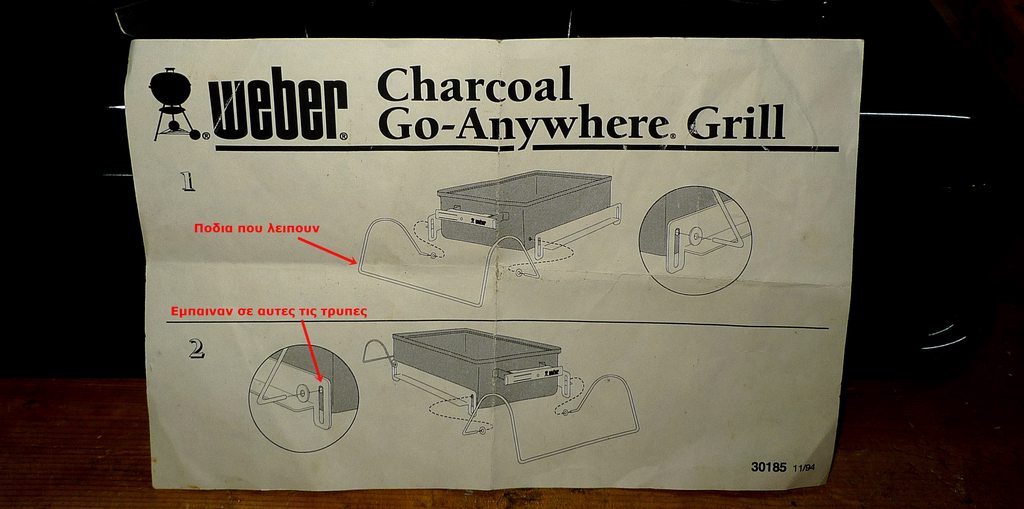 weber®
Charcoal
Go-Anywhere® Grill
1
Ποδια που λειπουν
Εμπαιναν σε αυτες τις τρυπες
2
30185 11/94